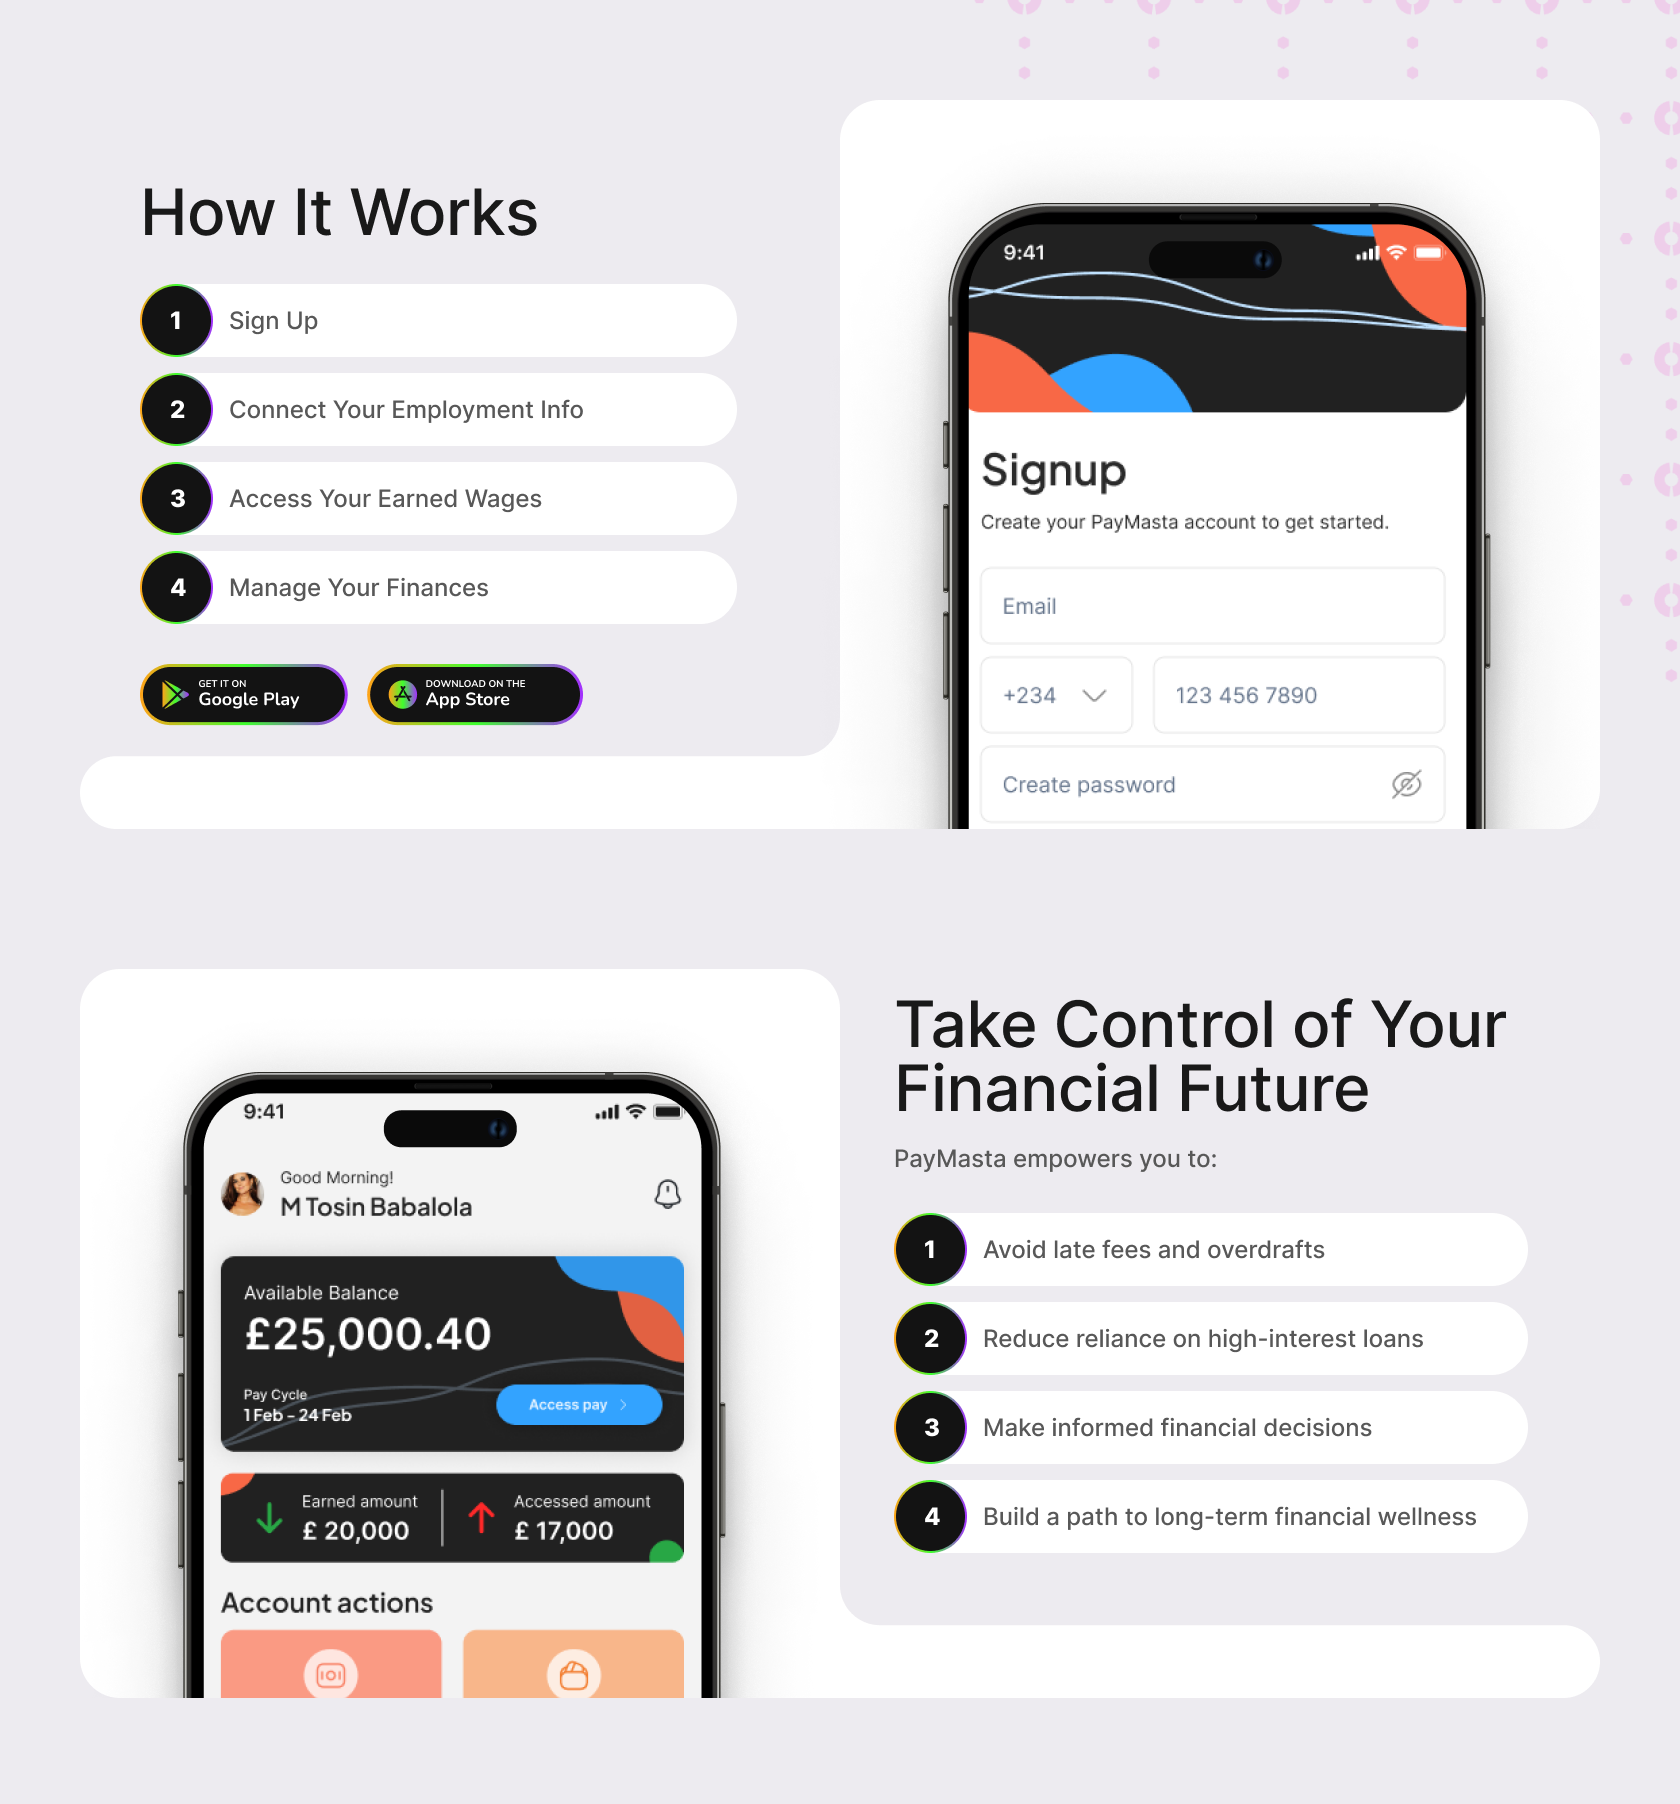 How It Works
1 Sign Up
2 Connect Your Employment Info
3 Access Your Earned Wages
4 Manage Your Finances
GET IT ON
Google Play
DOWNLOAD ON THE
App Store
9:41
Signup
Create your PayMasta account to get started.
Email
+234 123 456 7890
Create password
9:41
Good Morning!
M Tosin Babalola
Available Balance
£25,000.40
Pay Cycle
1 Feb - 24 Feb
Access pay
Earned amount
£ 20,000
Accessed amount
£ 17,000
Account actions
Take Control of Your
Financial Future
PayMasta empowers you to:
1 Avoid late fees and overdrafts
2 Reduce reliance on high-interest loans
3 Make informed financial decisions
4 Build a path to long-term financial wellness